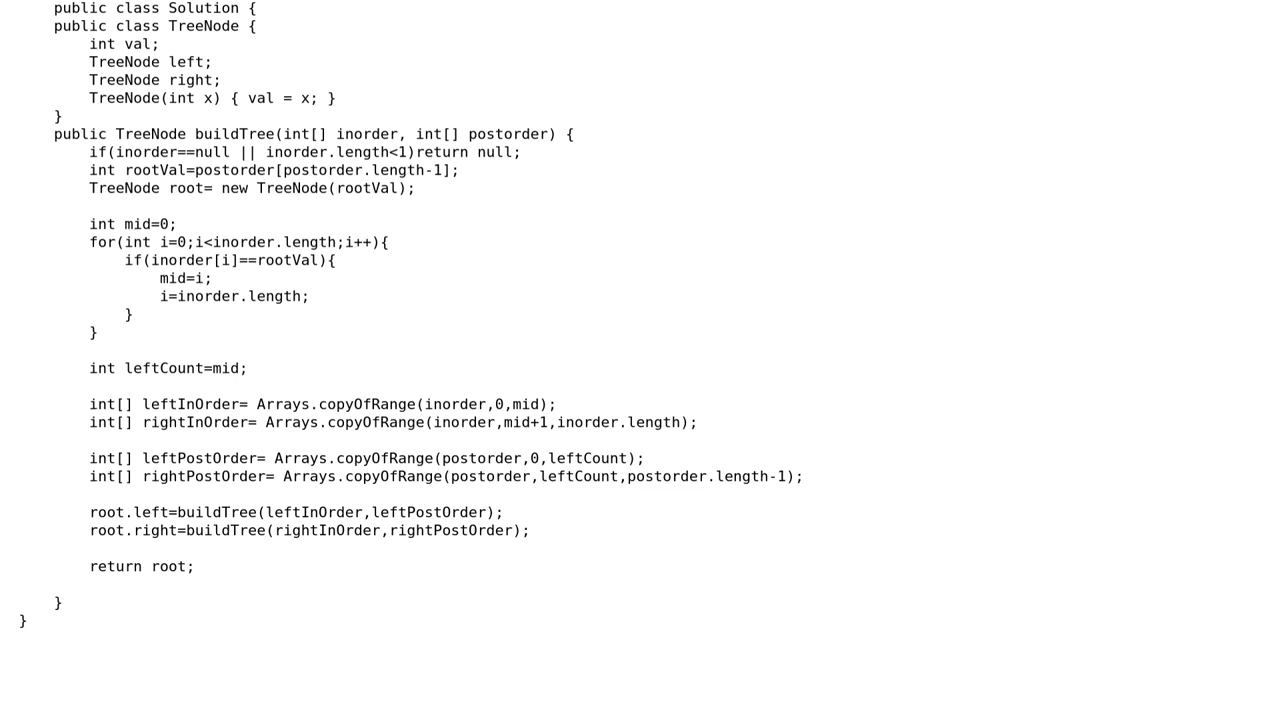 public class Solution {
    public class TreeNode {
        int val;
        TreeNode left;
        TreeNode right;
        TreeNode(int x) { val = x; }
    }
    public TreeNode buildTree(int[] inorder, int[] postorder) {
        if(inorder==null || inorder.length<1)return null;
        int rootVal=postorder[postorder.length-1];
        TreeNode root= new TreeNode(rootVal);

        int mid=0;
        for(int i=0;i<inorder.length;i++){
            if(inorder[i]==rootVal){
                mid=i;
                i=inorder.length;
            }
        }

        int leftCount=mid;

        int[] leftInOrder= Arrays.copyOfRange(inorder,0,mid);
        int[] rightInOrder= Arrays.copyOfRange(inorder,mid+1,inorder.length);

        int[] leftPostOrder= Arrays.copyOfRange(postorder,0,leftCount);
        int[] rightPostOrder= Arrays.copyOfRange(postorder,leftCount,postorder.length-1);

        root.left=buildTree(leftInOrder,leftPostOrder);
        root.right=buildTree(rightInOrder,rightPostOrder);

        return root;

    }
}